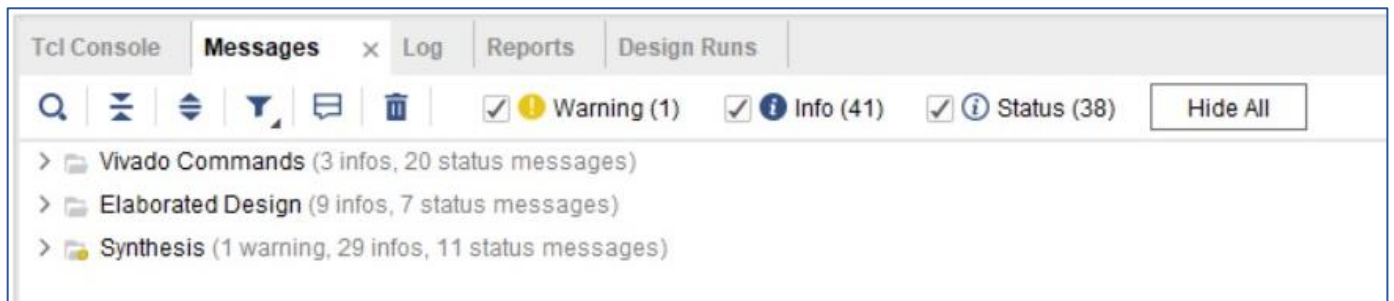 Tcl Console Messages Log Reports Design Runs
Warning (1) Info (41) Status (38) Hide All
Vivado Commands (3 infos, 20 status messages)
Elaborated Design (9 infos, 7 status messages)
Synthesis (1 warning, 29 infos, 11 status messages)